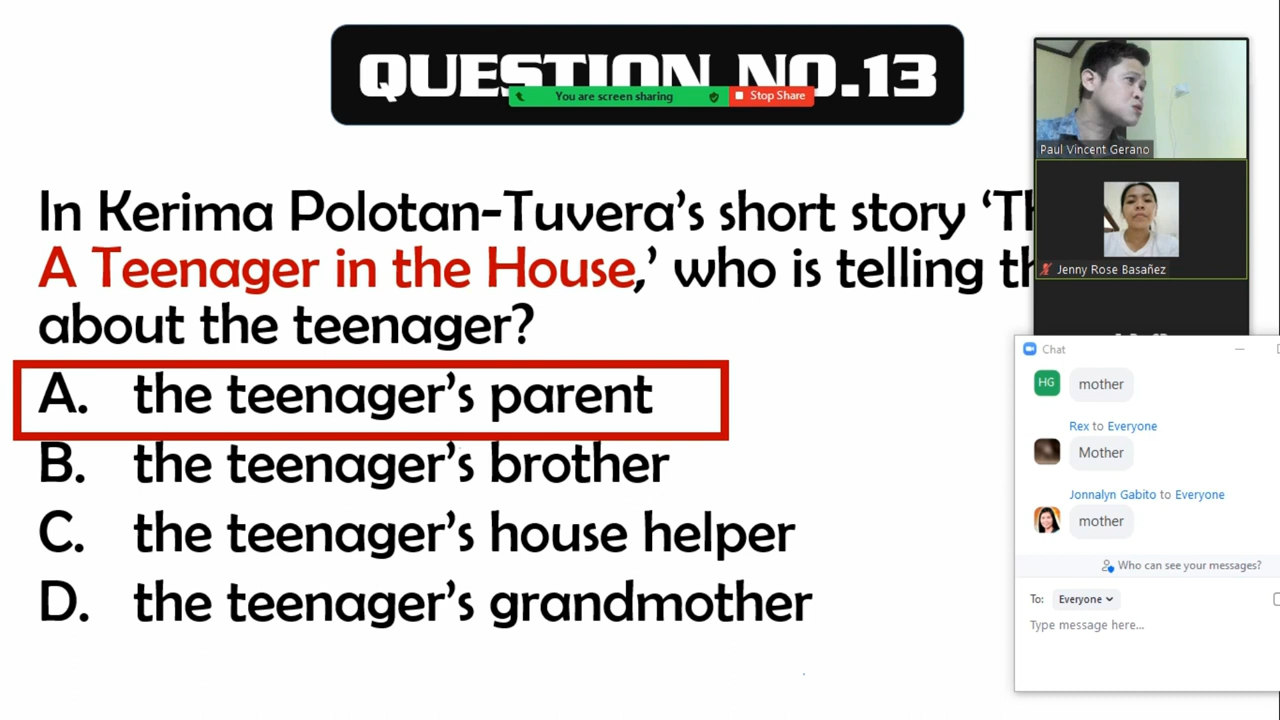 QUESTION NO.13
You are screen sharing
Stop Share
In Kerima Polotan-Tuvera's short story 'Th
A Teenager in the House,' who is telling th
about the teenager?
A. the teenager's parent
B. the teenager's brother
C. the teenager's house helper
D. the teenager's grandmother
Paul Vincent Gerano
Jenny Rose Basañez
Chat
HG
mother
Rex to Everyone
Mother
Jonnalyn Gabito to Everyone
mother
Who can see your messages?
To: Everyone
Type message here...